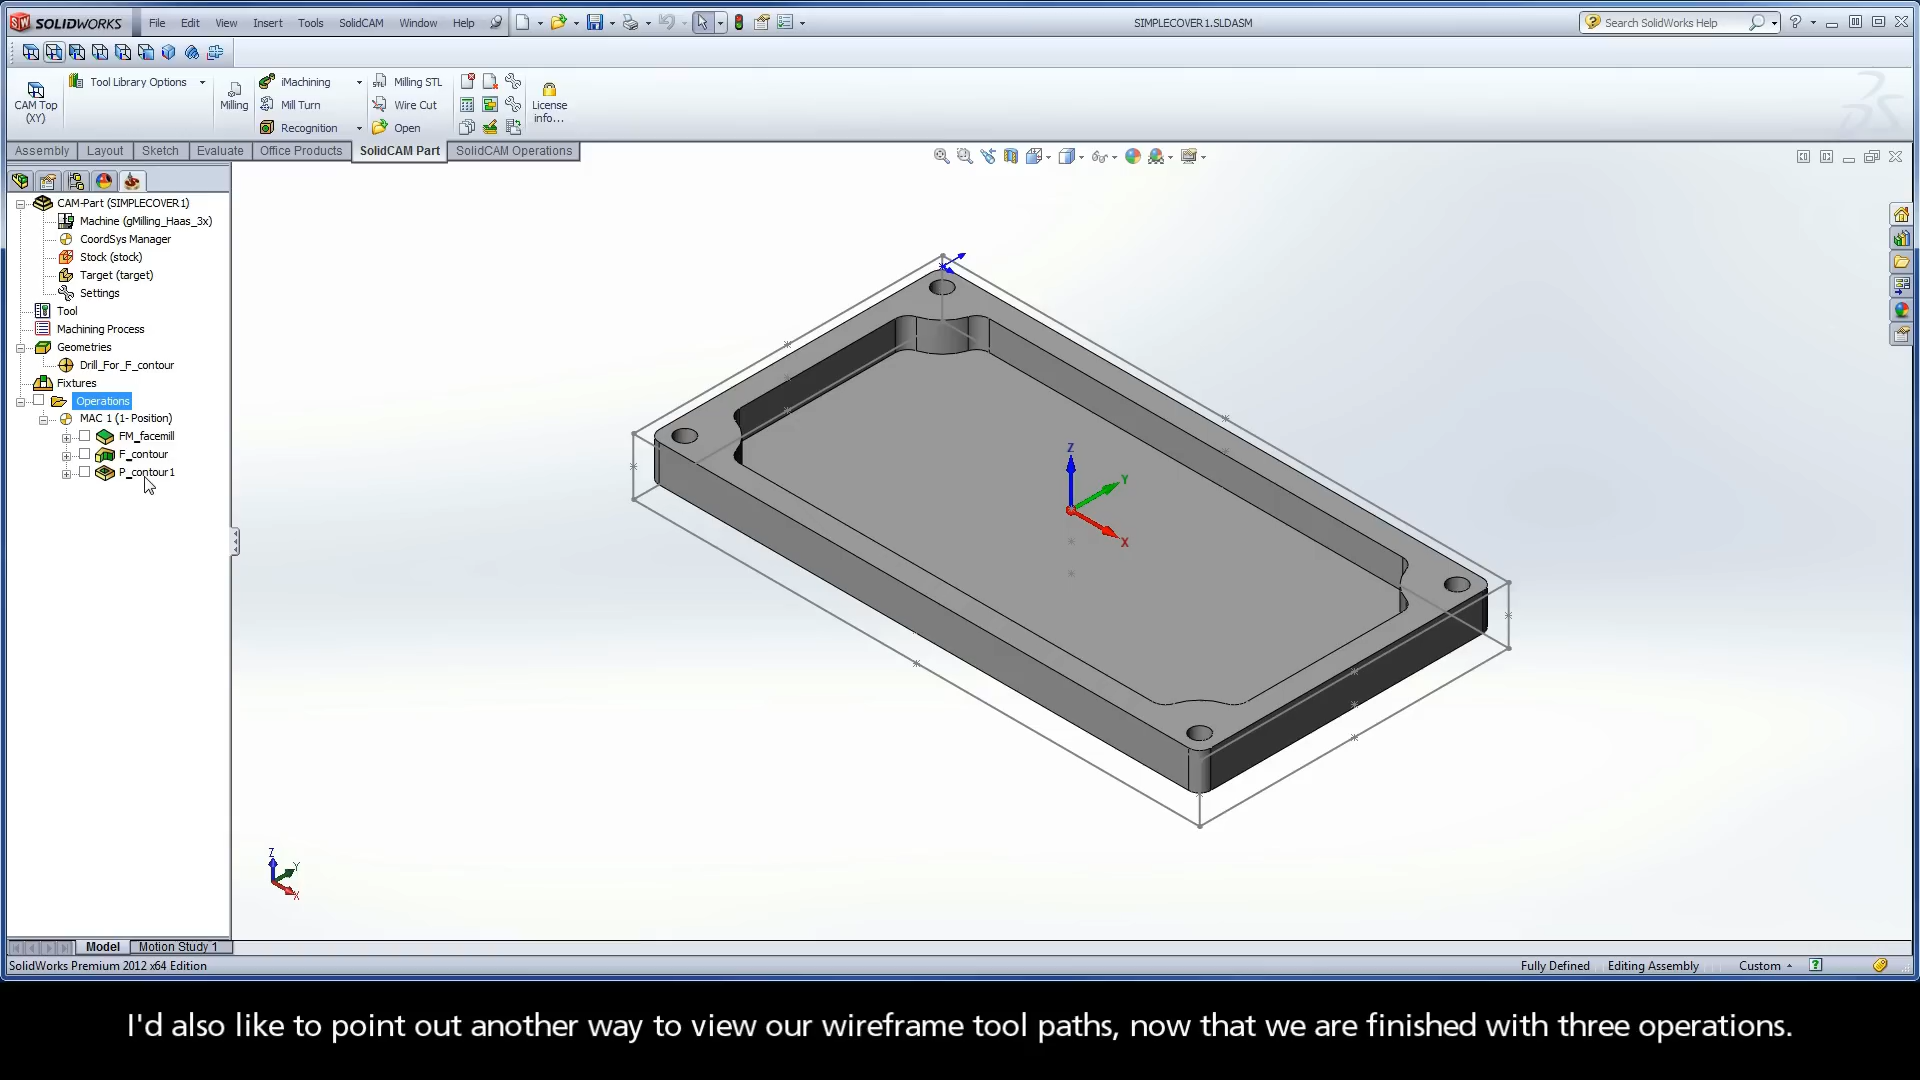 SW SOLIDWORKS File Edit View Insert Tools SolidCAM Window Help SIMPLECOVER1.SLDASM Search SolidWorks Help
CAM Top (XY) Tool Library Options Milling iMachining Mill Turn Recognition Milling STL Wire Cut Open License info...
Assembly Layout Sketch Evaluate Office Products SolidCAM Part SolidCAM Operations
CAM-Part (SIMPLECOVER1)
Machine (gMilling_Haas_3x)
CoordSys Manager
Stock (stock)
Target (target)
Settings
Tool
Machining Process
Geometries
Drill_For_F_contour
Fixtures
Operations
MAC 1 (1- Position)
FM_facemill
F_contour
P_contour1
Z
Y
X
Z
Y
X
Model Motion Study 1
SolidWorks Premium 2012 x64 Edition Fully Defined Editing Assembly Custom
I'd also like to point out another way to view our wireframe tool paths, now that we are finished with three operations.